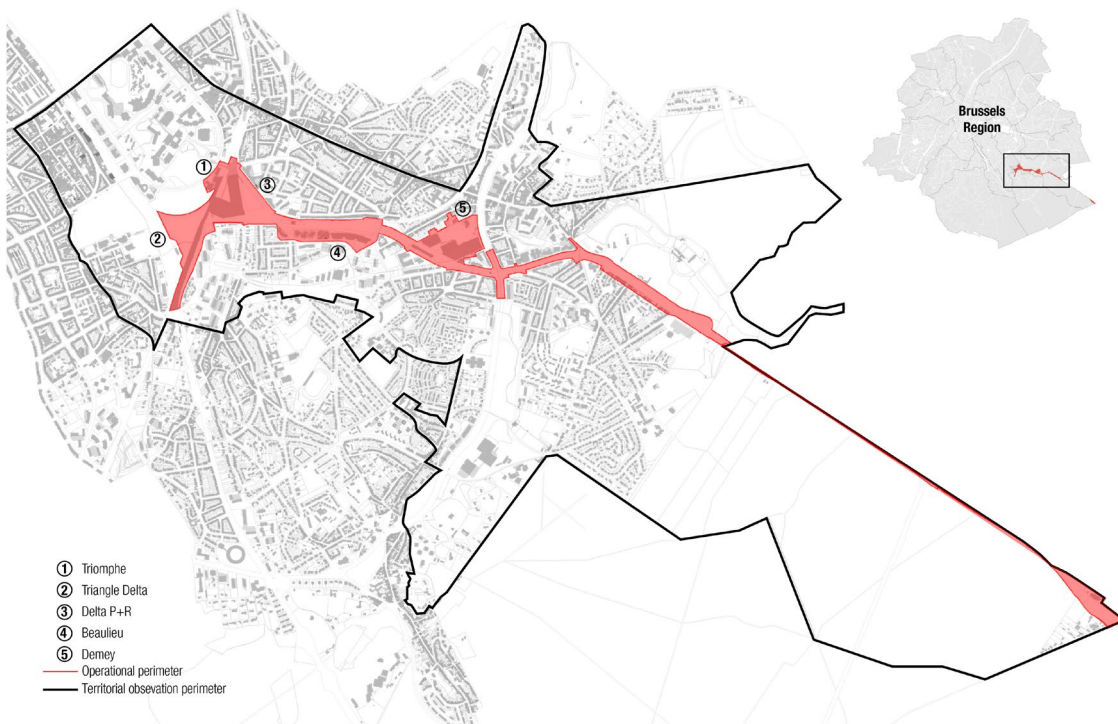 Brussels
Region
①
③
⑤
②
④
① Triomphe
② Triangle Delta
③ Delta P+R
④ Beaulieu
⑤ Demey
Operational perimeter
Territorial obsevation perimeter